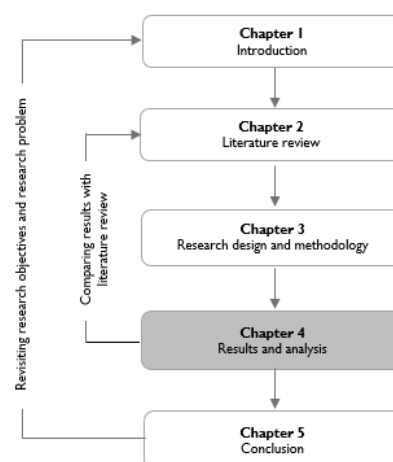 Chapter 1
Introduction
Chapter 2
Literature review
Chapter 3
Research design and methodology
Chapter 4
Results and analysis
Chapter 5
Conclusion
Revisiting research objectives and research problem
Comparing results with
literature review